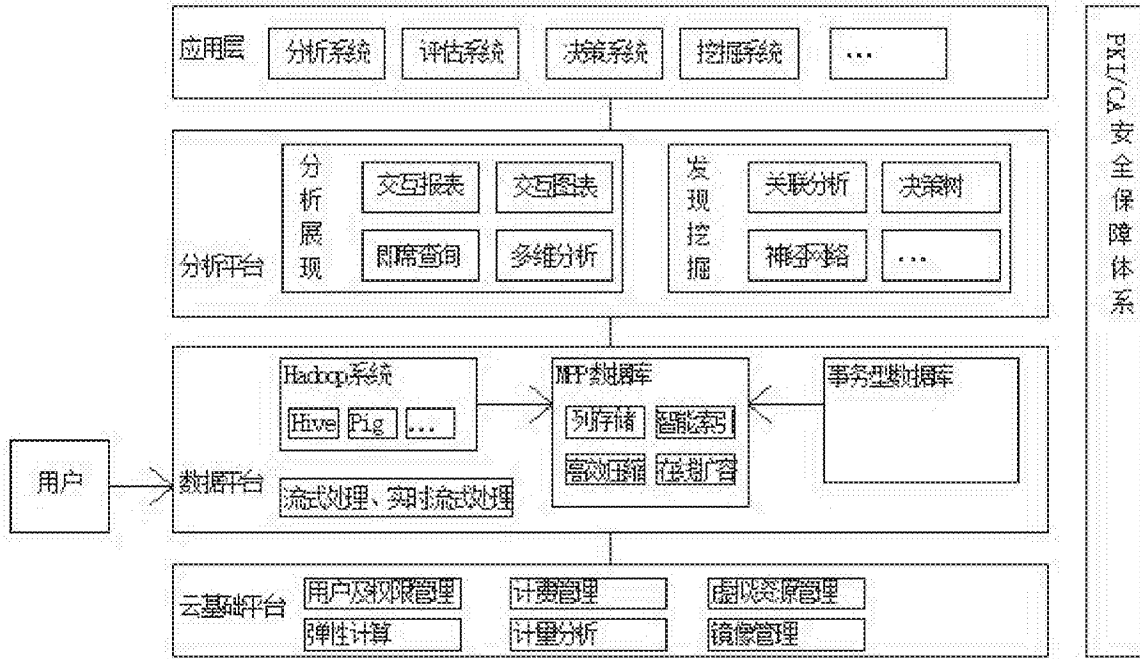 应用层
分析系统
评估系统
决策系统
挖掘系统
...
分析平台
分析展现
交互报表
交互图表
即席查询
多维分析
发现挖掘
关联分析
决策树
神经网络
...
用户
数据平台
Hadoop系统
Hive
Pig
...
流式处理、实时流式处理
MPP数据库
列存储
智能索引
高效压缩
在线扩容
事务型数据库
云基础平台
用户及权限管理
计费管理
虚拟资源管理
弹性计算
计量分析
镜像管理
PKI/CA安全保障体系